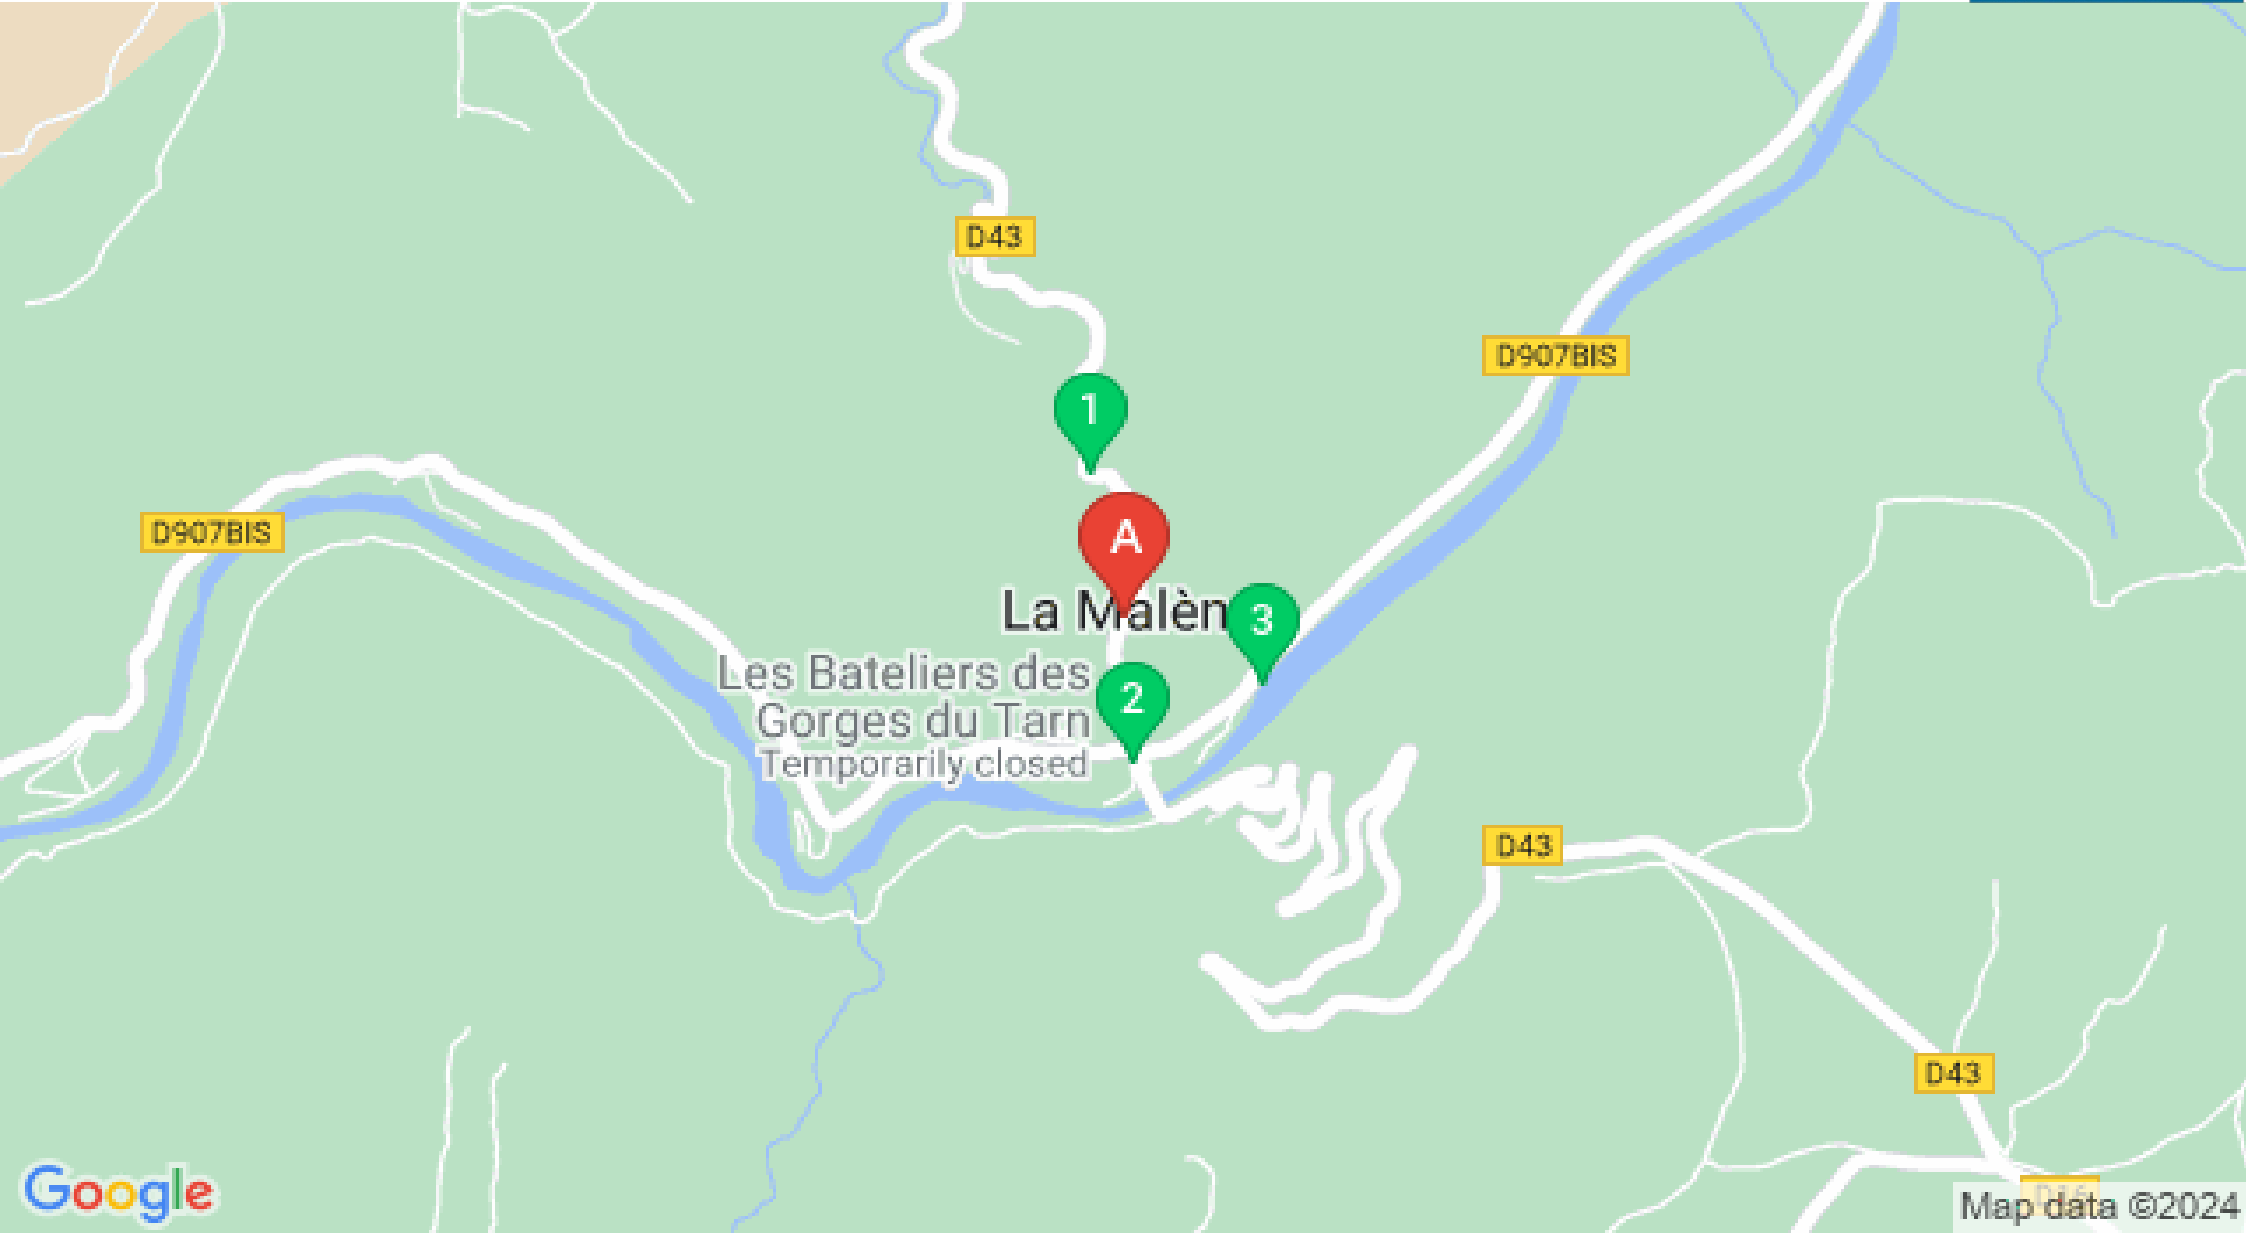 D43
D907BIS
1
D907BIS
A
La Malèn
3
Les Bateliers des
Gorges du Tarn
Temporarily closed
2
D43
D43
Google
Map data ©2024